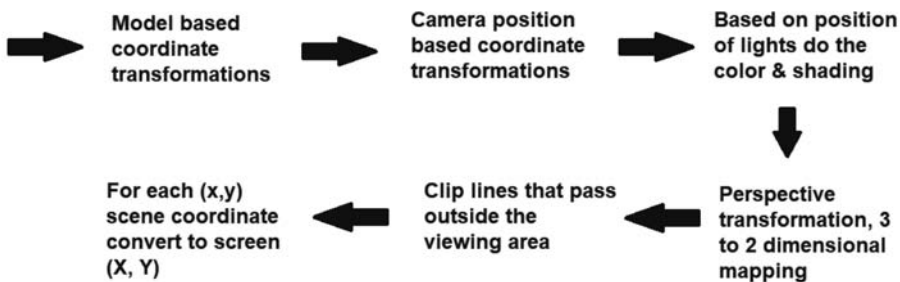 Model based
coordinate
transformations
Camera position
based coordinate
transformations
Based on position
of lights do the
color & shading
Perspective
transformation, 3
to 2 dimensional
mapping
Clip lines that pass
outside the
viewing area
For each (x,y)
scene coordinate
convert to screen
(X, Y)